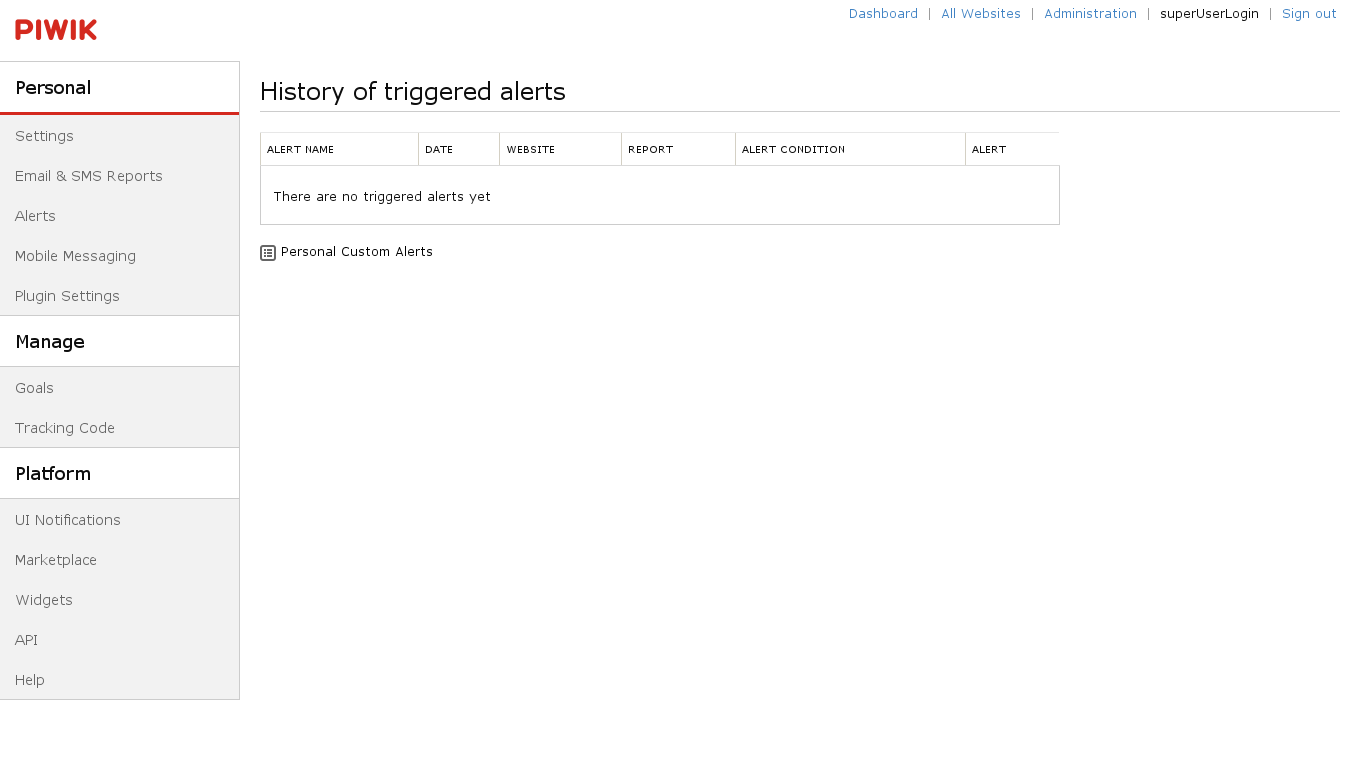 PIWIK
Dashboard | All Websites | Administration | superUserLogin | Sign out
Personal
Settings
Email & SMS Reports
Alerts
Mobile Messaging
Plugin Settings
Manage
Goals
Tracking Code
Platform
UI Notifications
Marketplace
Widgets
API
Help
History of triggered alerts
ALERT NAME DATE WEBSITE REPORT ALERT CONDITION ALERT
There are no triggered alerts yet
Personal Custom Alerts